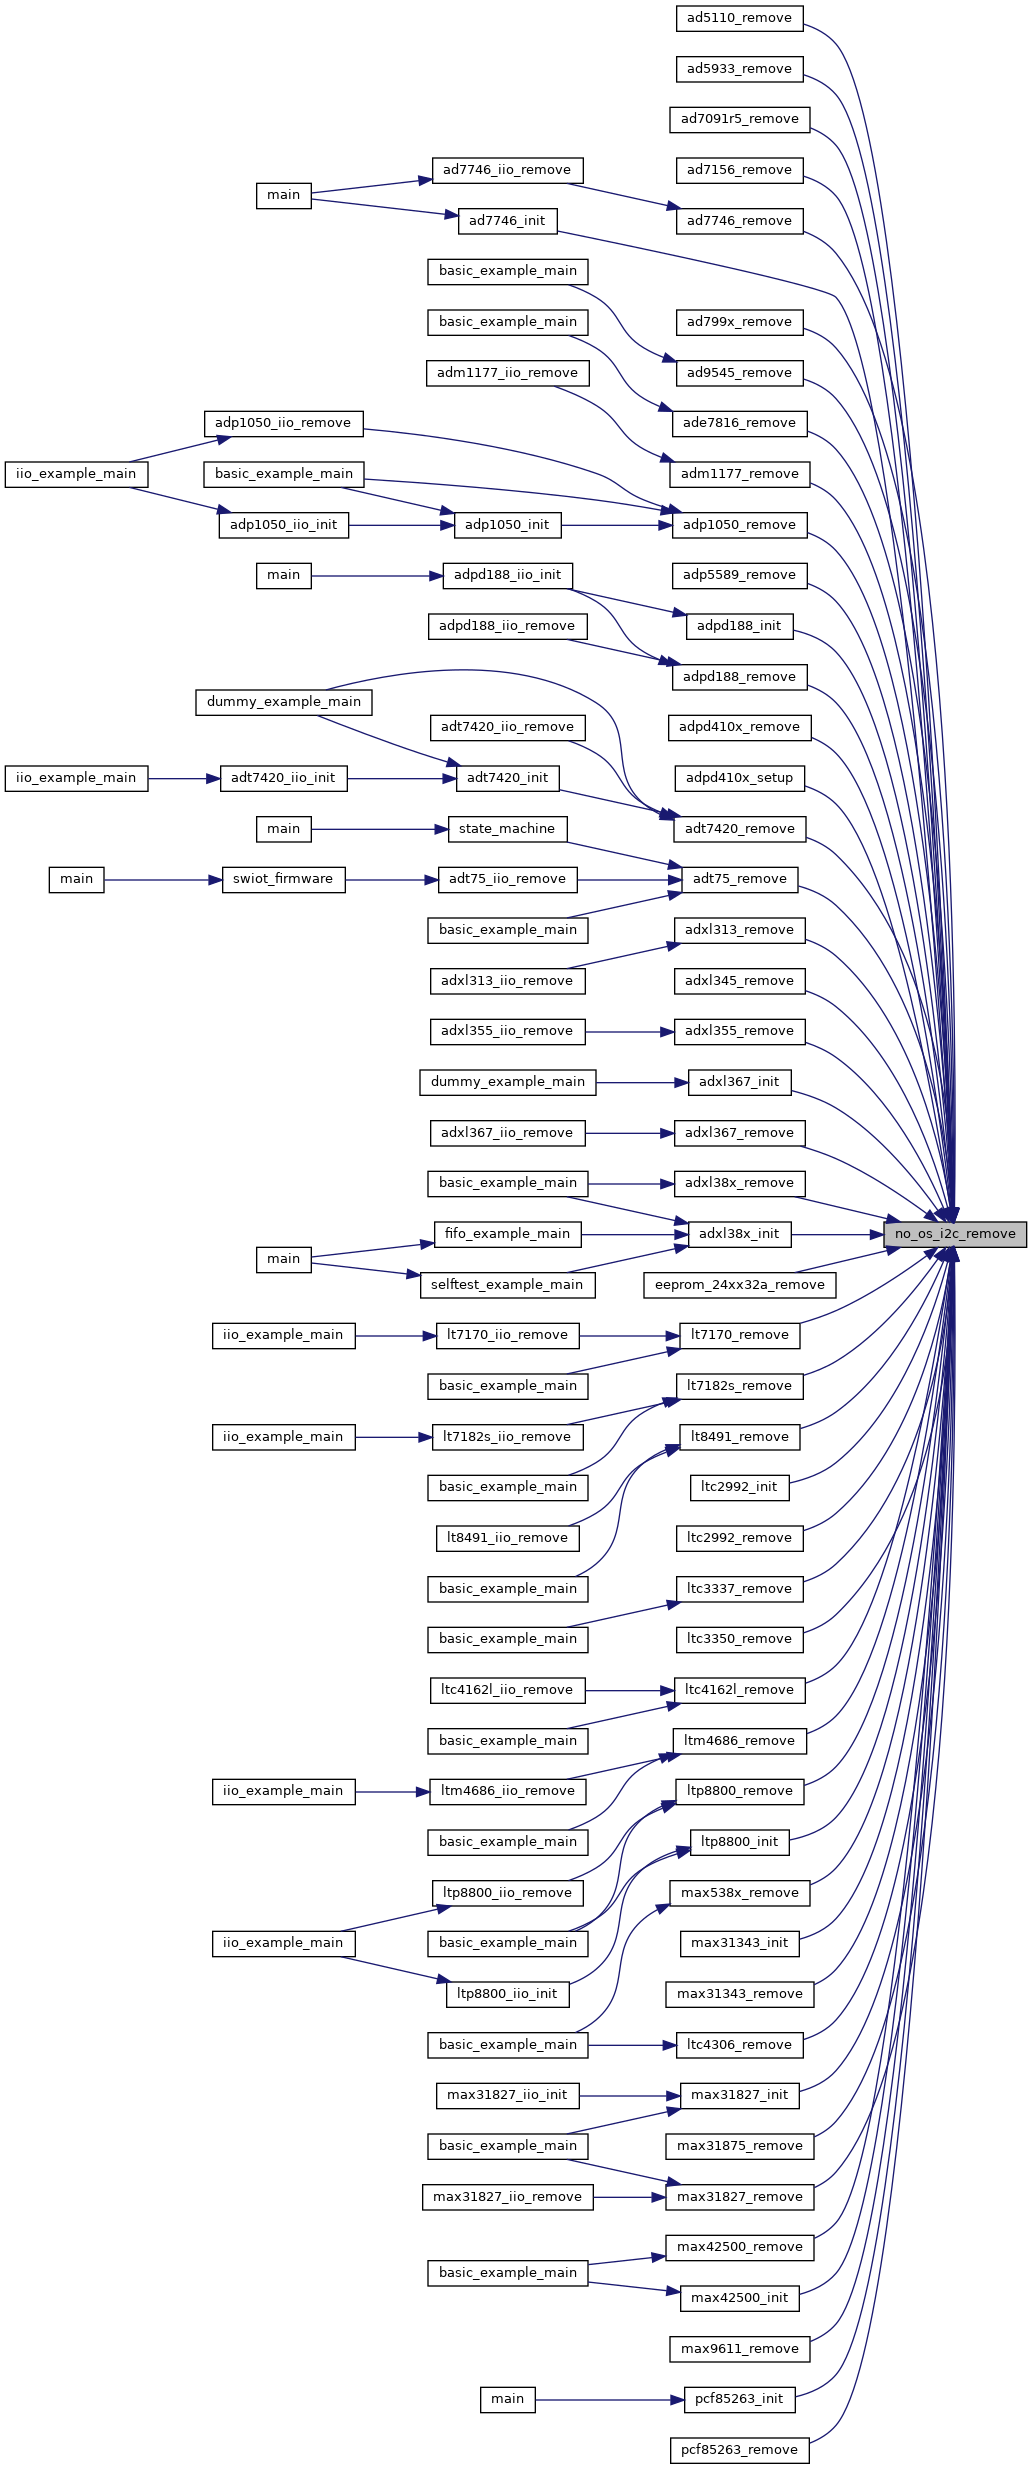 ad5110_remove
ad5933_remove
ad7091r5_remove
ad7746_iio_remove
ad7156_remove
main
ad7746_init
ad7746_remove
basic_example_main
basic_example_main
ad799x_remove
adm1177_iio_remove
ad9545_remove
adp1050_iio_remove
ade7816_remove
iio_example_main
basic_example_main
adm1177_remove
adp1050_iio_init
adp1050_init
adp1050_remove
main
adpd188_iio_init
adp5589_remove
adpd188_iio_remove
adpd188_init
adpd188_remove
dummy_example_main
adt7420_iio_remove
adpd410x_remove
iio_example_main
adt7420_iio_init
adt7420_init
adpd410x_setup
main
state_machine
adt7420_remove
main
swiot_firmware
adt75_iio_remove
adt75_remove
basic_example_main
adxl313_remove
adxl313_iio_remove
adxl345_remove
adxl355_iio_remove
adxl355_remove
dummy_example_main
adxl367_init
adxl367_iio_remove
adxl367_remove
basic_example_main
adxl38x_remove
fifo_example_main
adxl38x_init
no_os_i2c_remove
main
selftest_example_main
eeprom_24xx32a_remove
iio_example_main
lt7170_iio_remove
lt7170_remove
basic_example_main
lt7182s_remove
iio_example_main
lt7182s_iio_remove
lt8491_remove
basic_example_main
ltc2992_init
lt8491_iio_remove
ltc2992_remove
basic_example_main
ltc3337_remove
basic_example_main
ltc3350_remove
ltc4162l_iio_remove
ltc4162l_remove
basic_example_main
ltm4686_remove
iio_example_main
ltm4686_iio_remove
ltp8800_remove
basic_example_main
ltp8800_init
ltp8800_iio_remove
max538x_remove
iio_example_main
basic_example_main
max31343_init
ltp8800_iio_init
max31343_remove
basic_example_main
ltc4306_remove
max31827_iio_init
max31827_init
basic_example_main
max31875_remove
max31827_iio_remove
max31827_remove
max42500_remove
basic_example_main
max42500_init
max9611_remove
main
pcf85263_init
pcf85263_remove